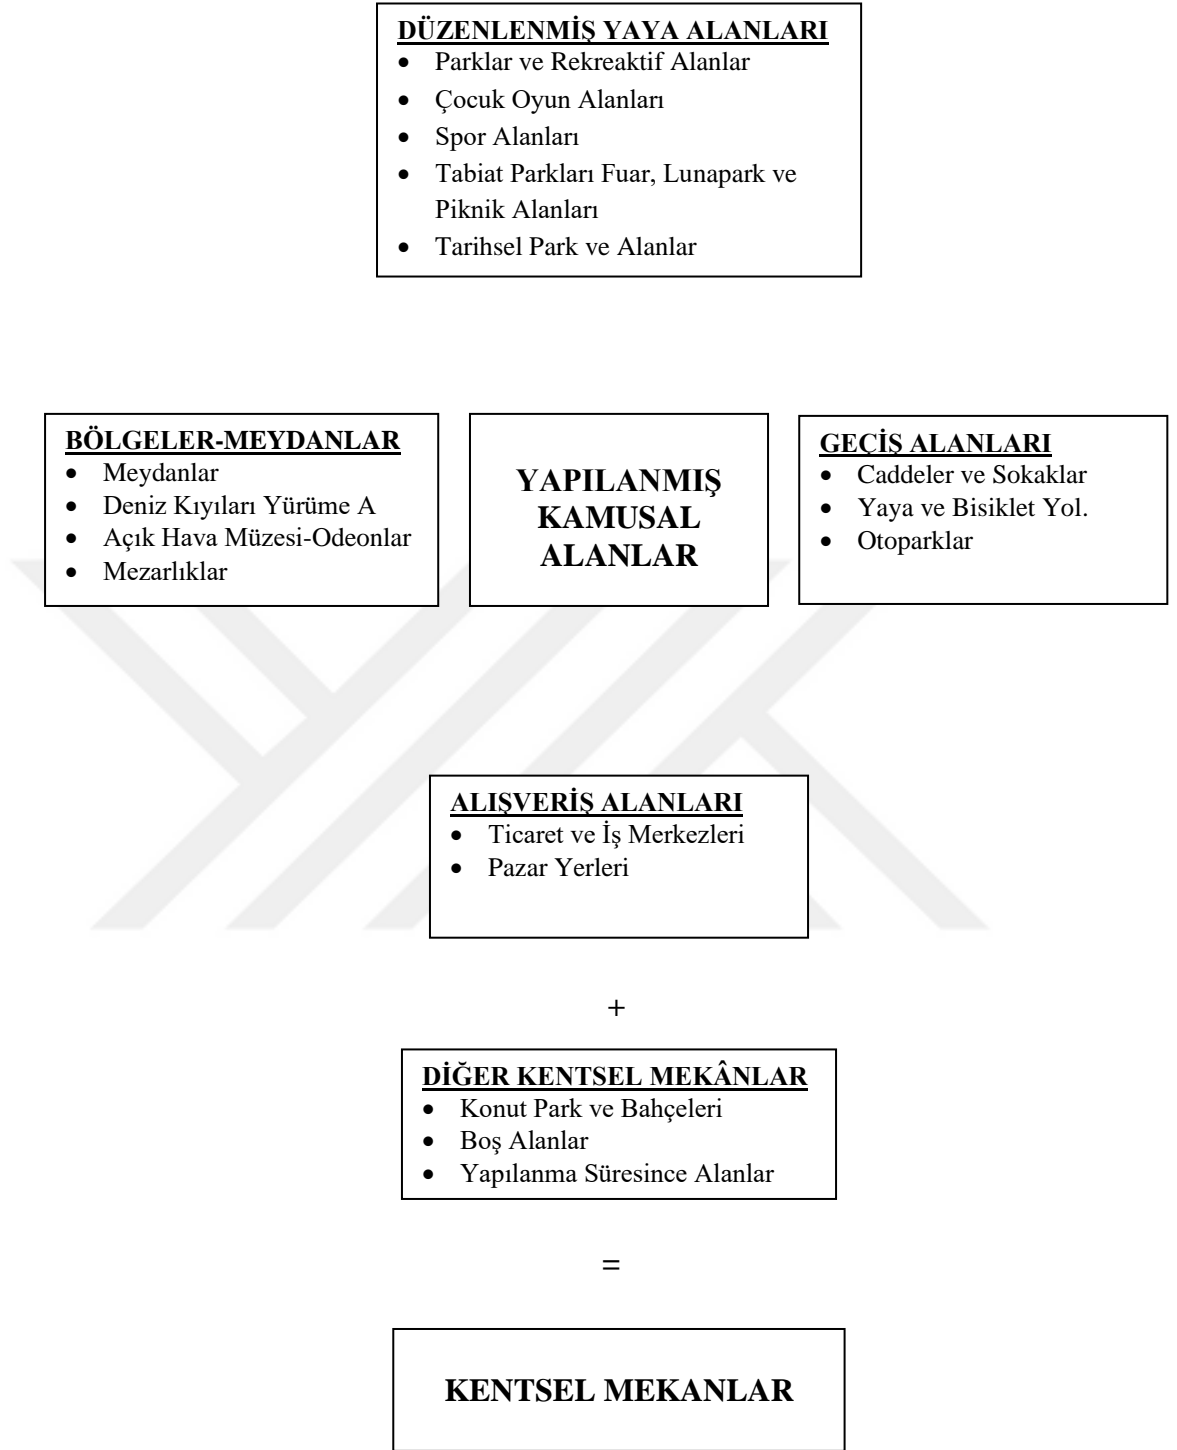 DÜZENLENMİŞ YAYA ALANLARI
• Parklar ve Rekreaktif Alanlar
• Çocuk Oyun Alanları
• Spor Alanları
• Tabiat Parkları Fuar, Lunapark ve
Piknik Alanları
• Tarihsel Park ve Alanlar
BÖLGELER-MEYDANLAR
• Meydanlar
• Deniz Kıyıları Yürüme A
• Açık Hava Müzesi-Odeonlar
• Mezarlıklar
YAPILANMIŞ
KAMUSAL
ALANLAR
GEÇİŞ ALANLARI
• Caddeler ve Sokaklar
• Yaya ve Bisiklet Yol.
• Otoparklar
ALIŞVERİŞ ALANLARI
• Ticaret ve İş Merkezleri
• Pazar Yerleri
+
DİĞER KENTSEL MEKÂNLAR
• Konut Park ve Bahçeleri
• Boş Alanlar
• Yapılanma Süresince Alanlar
=
KENTSEL MEKANLAR